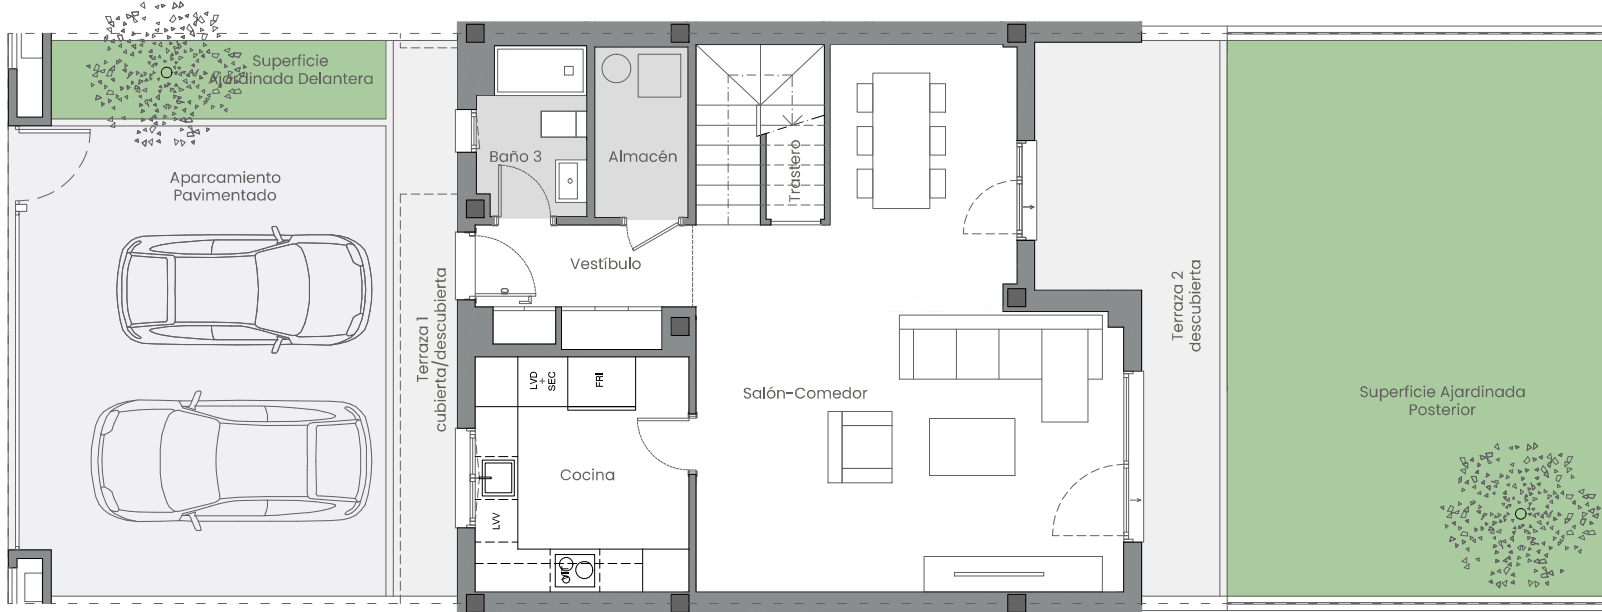 Superficie
Ajardinada Delantera
Aparcamiento
Pavimentado
Terraza 1
cubierta/descubierta
Baño 3
Almacén
Trastero
Vestíbulo
LVD
+
SEC
FRI
LVV
Cocina
Salón-Comedor
Terraza 2
descubierta
Superficie Ajardinada
Posterior